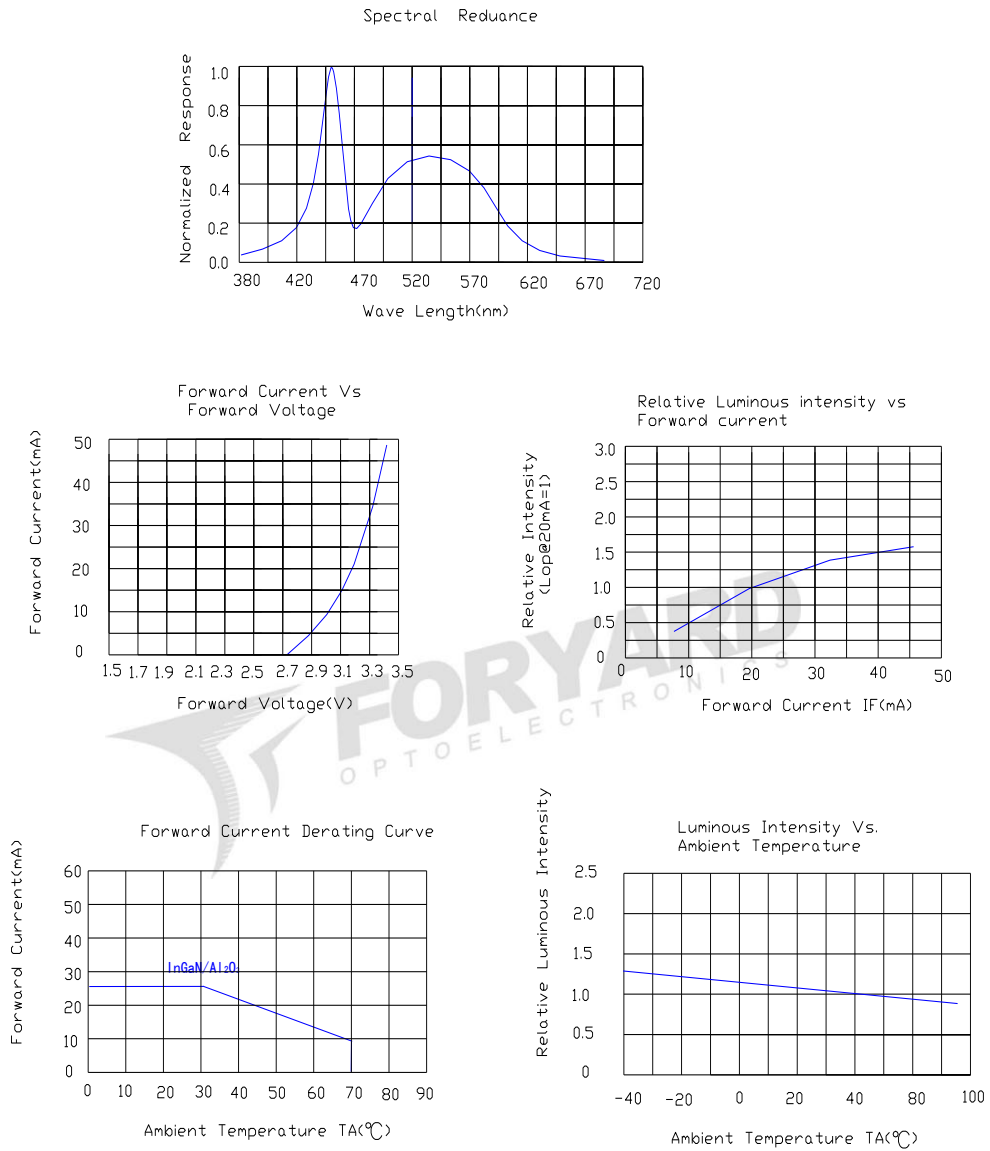 Spectral Reduance
Normalized Response
1.0
0.8
0.6
0.4
0.2
0.0
380 420 470 520 570 620 670 720
Wave Length(nm)
Forward Current Vs
Forward Voltage
Forward Current(mA)
50
40
30
20
10
0
1.5 1.7 1.9 2.1 2.3 2.5 2.7 2.9 3.1 3.3 3.5
Forward Voltage(V)
Relative Luminous intensity vs
Forward current
Relative Intensity
(Lop@20mA=1)
3.0
2.5
2.0
1.5
1.0
0.5
0
0 10 20 30 40 50
Forward Current IF(mA)
FORYARD
OPTOELECTRONICS
Forward Current Derating Curve
Forward Current(mA)
60
50
40
30
20
10
0
InGaN/Al₂O₃
0 10 20 30 40 50 60 70 80 90
Ambient Temperature TA(℃)
Luminous Intensity Vs.
Ambient Temperature
Relative Luminous Intensity
2.5
2.0
1.5
1.0
0.5
0
-40 -20 0 20 40 80 100
Ambient Temperature TA(℃)